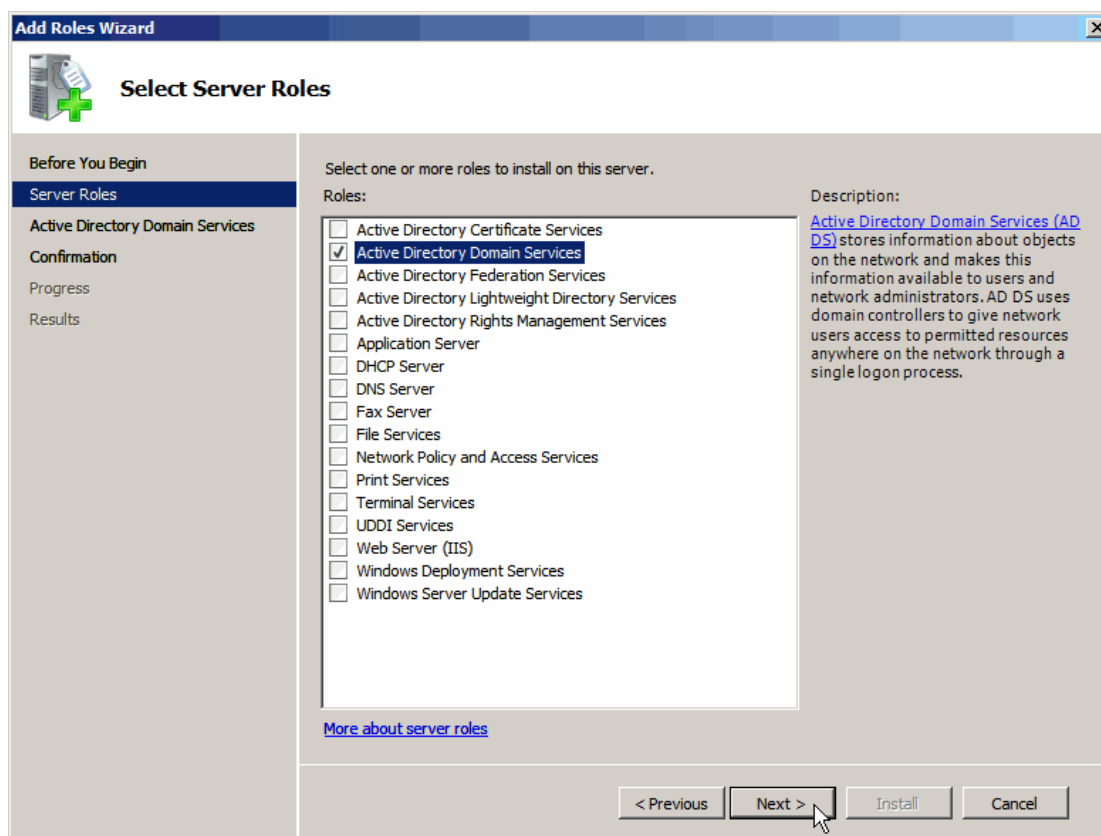 Add Roles Wizard
Select Server Roles
Before You Begin
Server Roles
Active Directory Domain Services
Confirmation
Progress
Results
Select one or more roles to install on this server.
Roles:
Active Directory Certificate Services
Active Directory Domain Services
Active Directory Federation Services
Active Directory Lightweight Directory Services
Active Directory Rights Management Services
Application Server
DHCP Server
DNS Server
Fax Server
File Services
Network Policy and Access Services
Print Services
Terminal Services
UDDI Services
Web Server (IIS)
Windows Deployment Services
Windows Server Update Services
More about server roles
Description:
Active Directory Domain Services (AD
DS) stores information about objects
on the network and makes this
information available to users and
network administrators. AD DS uses
domain controllers to give network
users access to permitted resources
anywhere on the network through a
single logon process.
< Previous
Next >
Install
Cancel